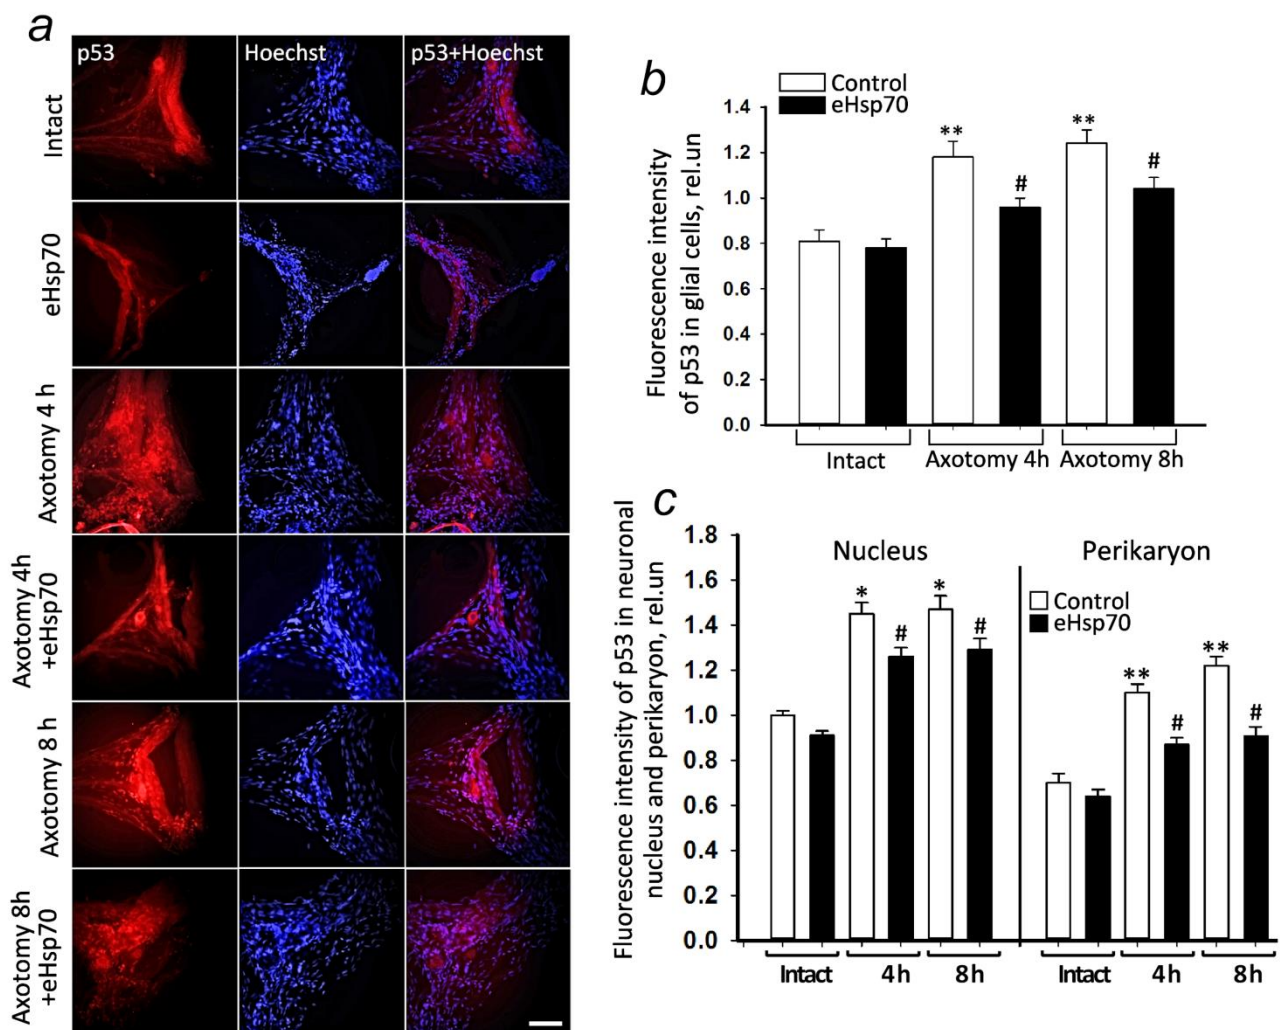 a
p53
Hoechst
p53+Hoechst
Intact
eHsp70
Axotomy 4 h
Axotomy 4h
+eHsp70
Axotomy 8 h
Axotomy 8h
+eHsp70
b
Control
eHsp70
Fluorescence intensity
of p53 in glial cells, rel.un
1.4
1.2
1.0
0.8
0.6
0.4
0.2
0.0
**
#
**
#
Intact
Axotomy 4h
Axotomy 8h
c
Fluorescence intensity of p53 in neuronal
nucleus and perikaryon, rel.un
1.8
1.6
1.4
1.2
1.0
0.8
0.6
0.4
0.2
0.0
Nucleus
Perikaryon
Control
eHsp70
*
#
*
#
**
#
**
#
Intact
4h
8h
Intact
4h
8h